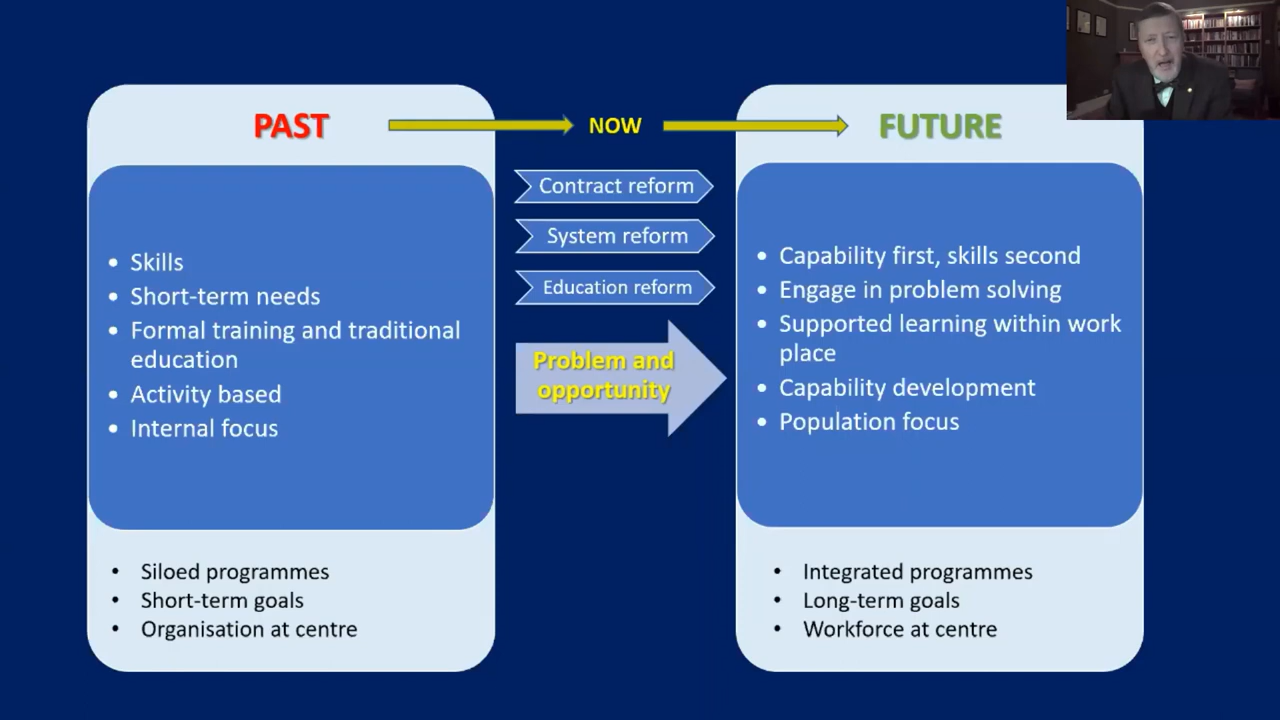 PAST
NOW
FUTURE
• Skills
• Short-term needs
• Formal training and traditional
education
• Activity based
• Internal focus
• Siloed programmes
• Short-term goals
• Organisation at centre
Contract reform
System reform
Education reform
Problem and
opportunity
• Capability first, skills second
• Engage in problem solving
• Supported learning within work
place
• Capability development
• Population focus
• Integrated programmes
• Long-term goals
• Workforce at centre